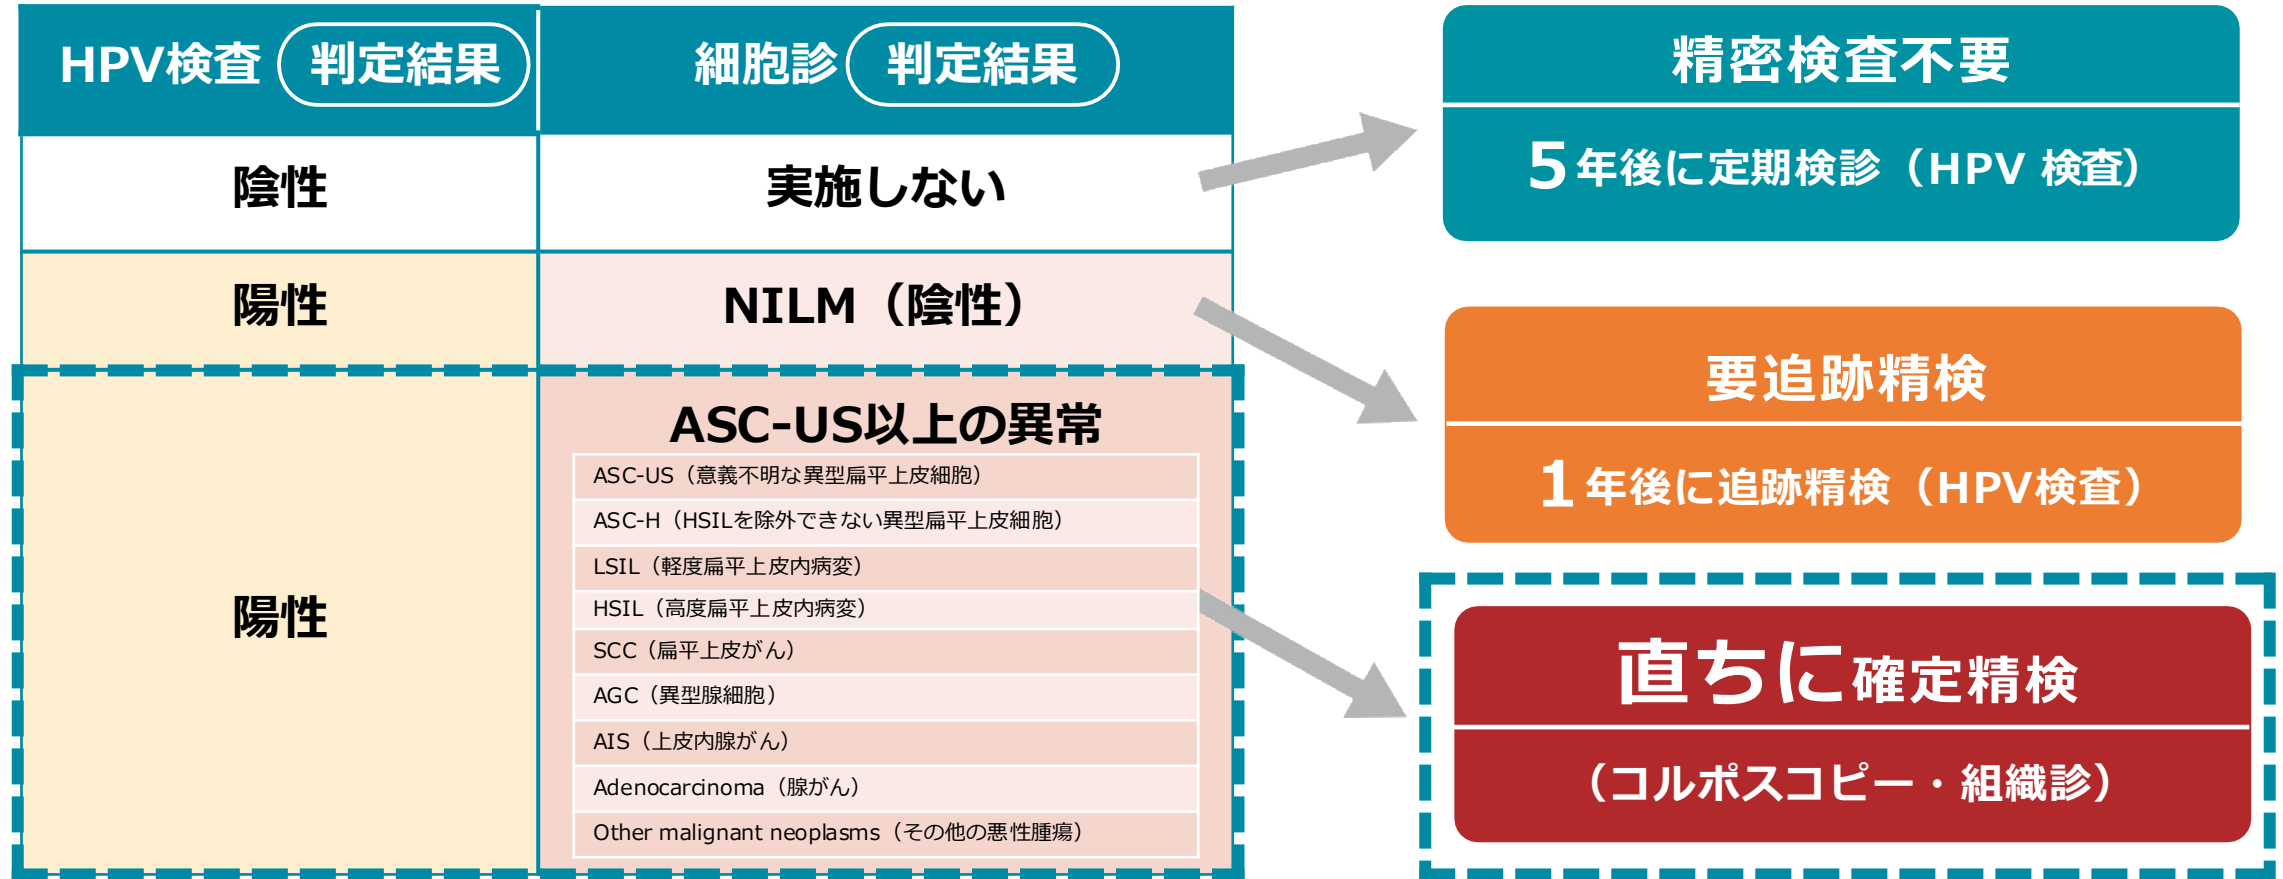 HPV検査 判定結果
細胞診 判定結果
陰性
実施しない
陽性
NILM（陰性）
陽性
ASC-US以上の異常
ASC-US（意義不明な異型扁平上皮細胞）
ASC-H（HSILを除外できない異型扁平上皮細胞）
LSIL（軽度扁平上皮内病変）
HSIL（高度扁平上皮内病変）
SCC（扁平上皮がん）
AGC（異型腺細胞）
AIS（上皮内腺がん）
Adenocarcinoma（腺がん）
Other malignant neoplasms（その他の悪性腫瘍）
精密検査不要
5年後に定期検診（HPV 検査）
要追跡精検
1年後に追跡精検（HPV検査）
直ちに確定精検
（コルポスコピー・組織診）